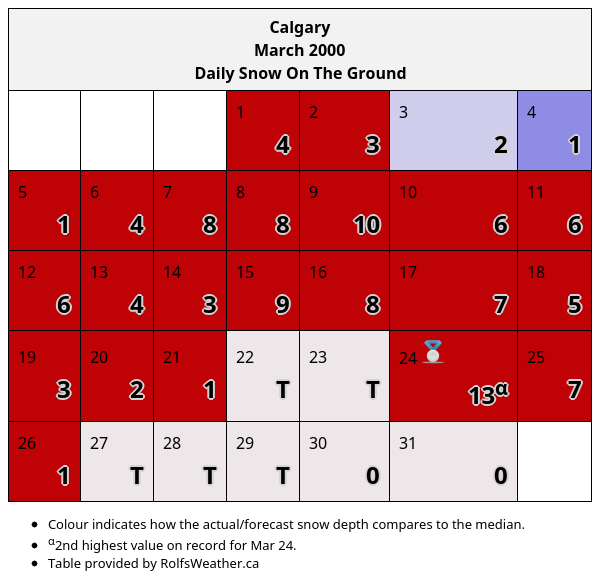 Calgary
March 2000
Daily Snow On The Ground
1 2 3 4
4 3 2 1
5 6 7 8 9 10 11
1 4 8 8 10 6 6
12 13 14 15 16 17 18
6 4 3 9 8 7 5
19 20 21 22 23 24 25
3 2 1 T T 13α 7
26 27 28 29 30 31
1 T T T 0 0
Colour indicates how the actual/forecast snow depth compares to the median.
α2nd highest value on record for Mar 24.
Table provided by RolfsWeather.ca